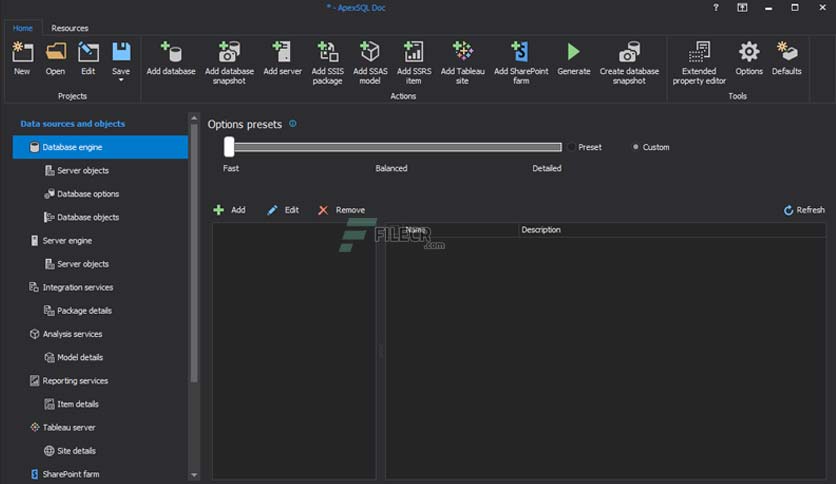 * - ApexSQL Doc
?
Home Resources
New Open Edit Save Add database Add database snapshot Add server Add SSIS package Add SSAS model Add SSRS item Add Tableau site Add SharePoint farm Generate Create database snapshot Extended property editor Options Defaults
Projects Actions Tools
Data sources and objects
Database engine
Server objects
Database options
Database objects
Server engine
Server objects
Integration services
Package details
Analysis services
Model details
Reporting services
Item details
Tableau server
Site details
SharePoint farm
Options presets
Preset Custom
Fast Balanced Detailed
Add Edit Remove Refresh
Name Description
FILECR
.com